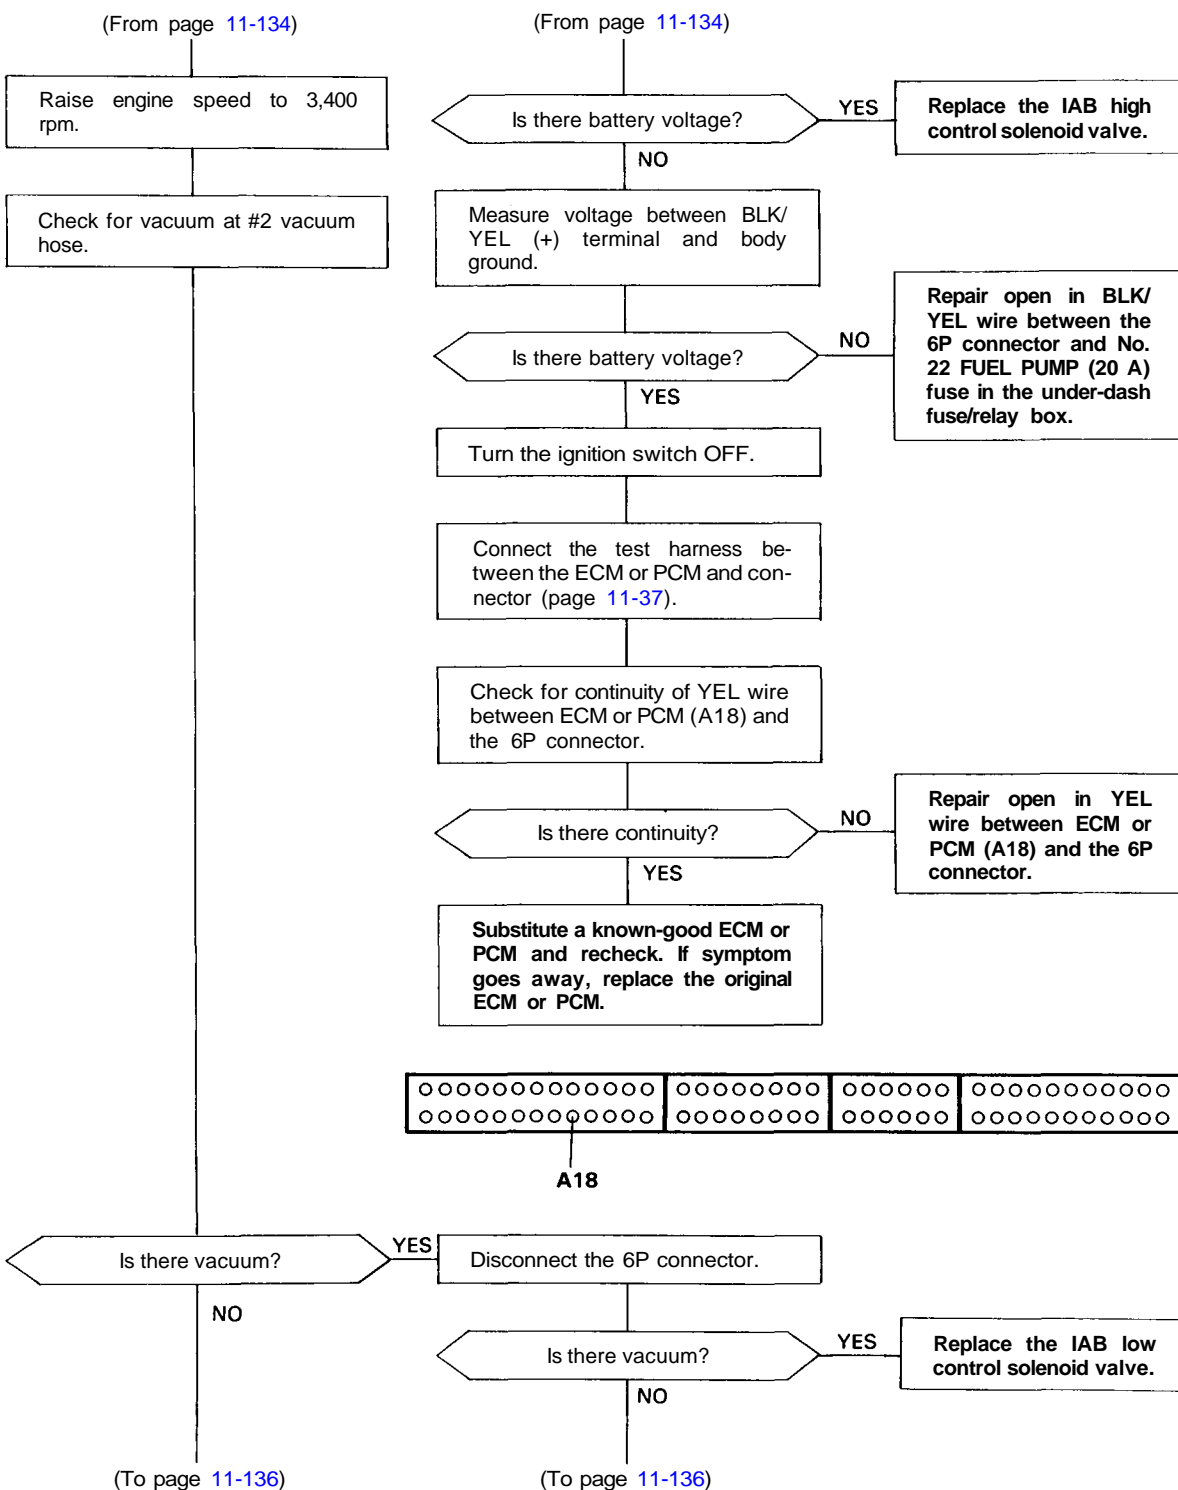 (From page 11-134)
Raise engine speed to 3,400
rpm.
Check for vacuum at #2 vacuum
hose.
(From page 11-134)
Is there battery voltage?
YES
Replace the IAB high
control solenoid valve.
NO
Measure voltage between BLK/
YEL (+) terminal and body
ground.
Is there battery voltage?
NO
Repair open in BLK/
YEL wire between the
6P connector and No.
22 FUEL PUMP (20 A)
fuse in the under-dash
fuse/relay box.
YES
Turn the ignition switch OFF.
Connect the test harness be-
tween the ECM or PCM and con-
nector (page 11-37).
Check for continuity of YEL wire
between ECM or PCM (A18) and
the 6P connector.
Is there continuity?
NO
Repair open in YEL
wire between ECM or
PCM (A18) and the 6P
connector.
YES
Substitute a known-good ECM or
PCM and recheck. If symptom
goes away, replace the original
ECM or PCM.
A18
Is there vacuum?
YES
Disconnect the 6P connector.
NO
Is there vacuum?
YES
Replace the IAB low
control solenoid valve.
NO
(To page 11-136)
(To page 11-136)